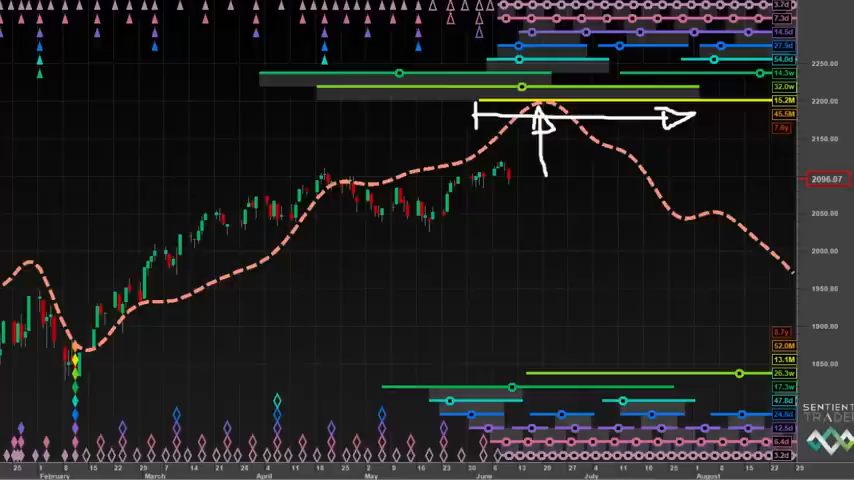 3.7d
7.3d
14.5d
27.9d
54.0d
14.3w
32.0w
15.2M
45.5M
7.0y
2250.00
2200.00
2150.00
2096.07
2050.00
2000.00
1950.00
1900.00
1850.00
8.7y
52.0M
13.1M
26.3w
17.3w
47.8d
24.8d
12.5d
6.4d
3.2d
SENTIENT
TRADER
25 1 8 15 22 29 7 14 21 28 4 11 18 25 2 9 16 23 30 6 13 20 27 4 11 18 25 1 8 15 22 29
February March April May June July August